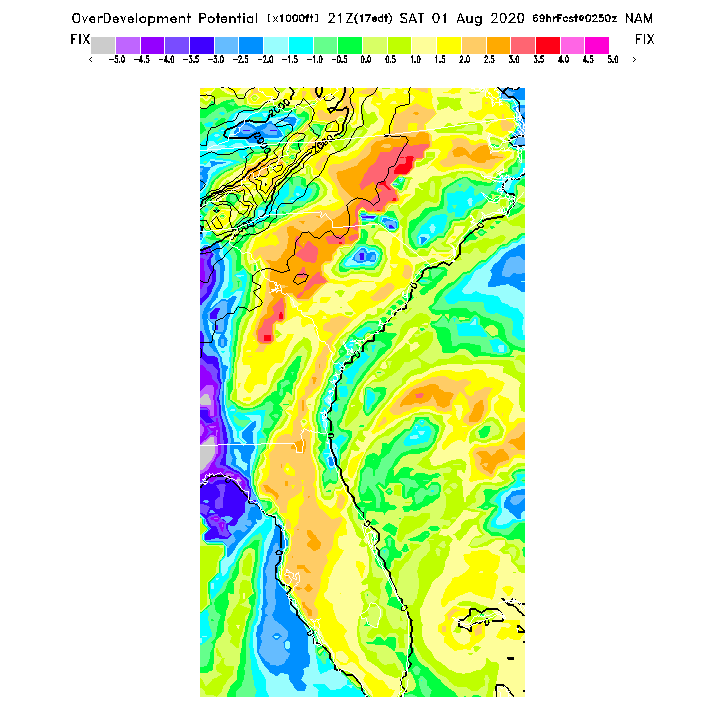 OverDevelopment Potential [x1000ft] 21Z(17edt) SAT 01 Aug 2020 69hrFcst@0250z NAM
FIX FIX
< -5.0 -4.5 -4.0 -3.5 -3.0 -2.5 -2.0 -1.5 -1.0 -0.5 0.0 0.5 1.0 1.5 2.0 2.5 3.0 3.5 4.0 4.5 5.0 >
2000